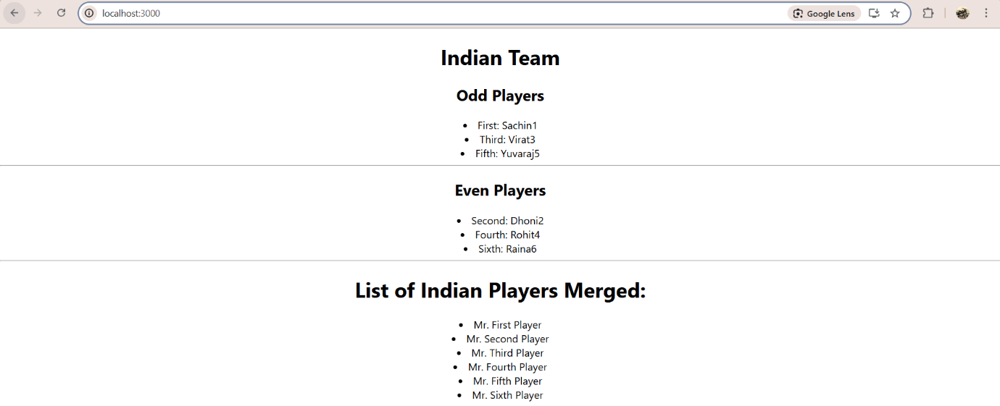 localhost:3000
Google Lens
Indian Team
Odd Players
First: Sachin1
Third: Virat3
Fifth: Yuvaraj5
Even Players
Second: Dhoni2
Fourth: Rohit4
Sixth: Raina6
List of Indian Players Merged:
Mr. First Player
Mr. Second Player
Mr. Third Player
Mr. Fourth Player
Mr. Fifth Player
Mr. Sixth Player